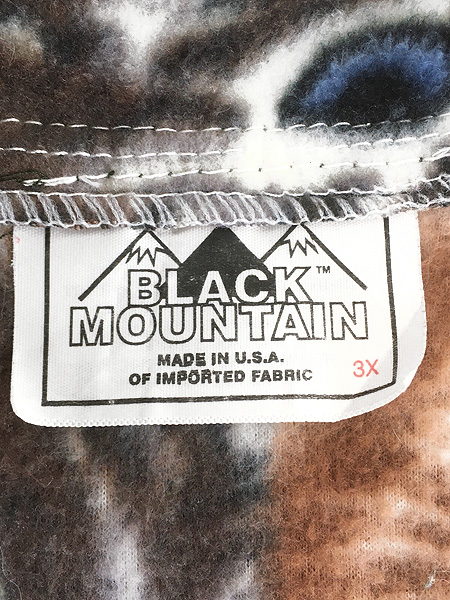 BLACK™
MOUNTAIN
MADE IN U.S.A.
OF IMPORTED FABRIC
3X